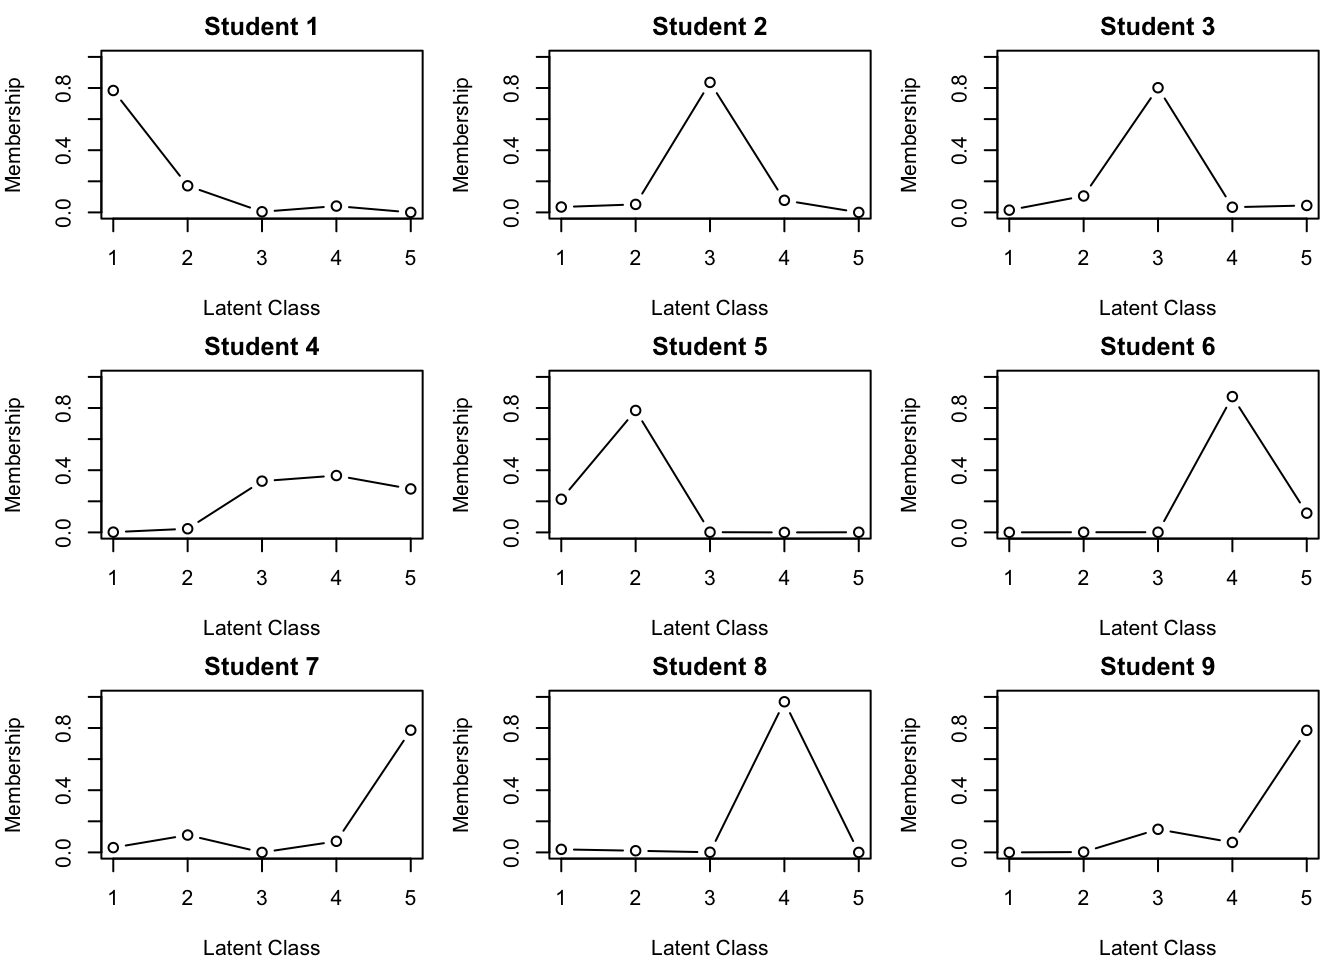 Student 1
Membership
0.0 0.4 0.8
1 2 3 4 5
Latent Class
Student 2
Membership
0.0 0.4 0.8
1 2 3 4 5
Latent Class
Student 3
Membership
0.0 0.4 0.8
1 2 3 4 5
Latent Class
Student 4
Membership
0.0 0.4 0.8
1 2 3 4 5
Latent Class
Student 5
Membership
0.0 0.4 0.8
1 2 3 4 5
Latent Class
Student 6
Membership
0.0 0.4 0.8
1 2 3 4 5
Latent Class
Student 7
Membership
0.0 0.4 0.8
1 2 3 4 5
Latent Class
Student 8
Membership
0.0 0.4 0.8
1 2 3 4 5
Latent Class
Student 9
Membership
0.0 0.4 0.8
1 2 3 4 5
Latent Class